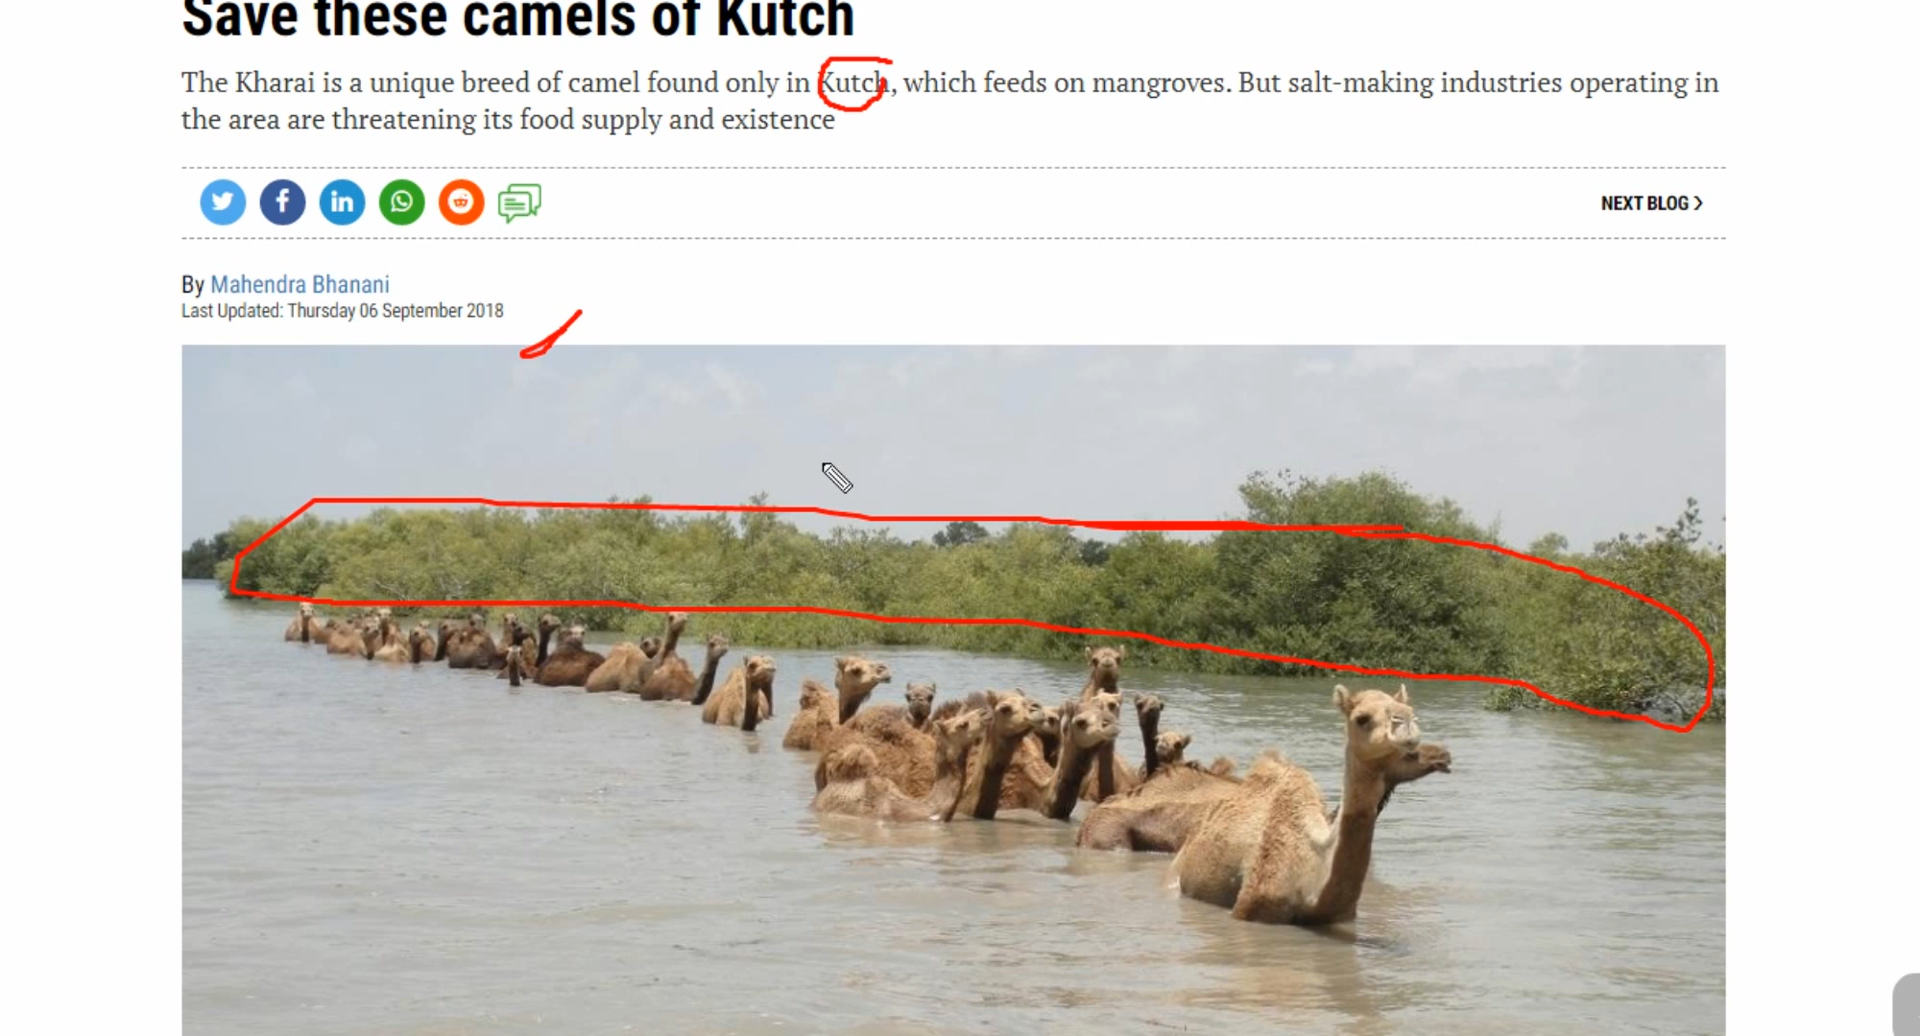 Save these camels of Kutch
The Kharai is a unique breed of camel found only in Kutch, which feeds on mangroves. But salt-making industries operating in
the area are threatening its food supply and existence
NEXT BLOG >
By Mahendra Bhanani
Last Updated: Thursday 06 September 2018